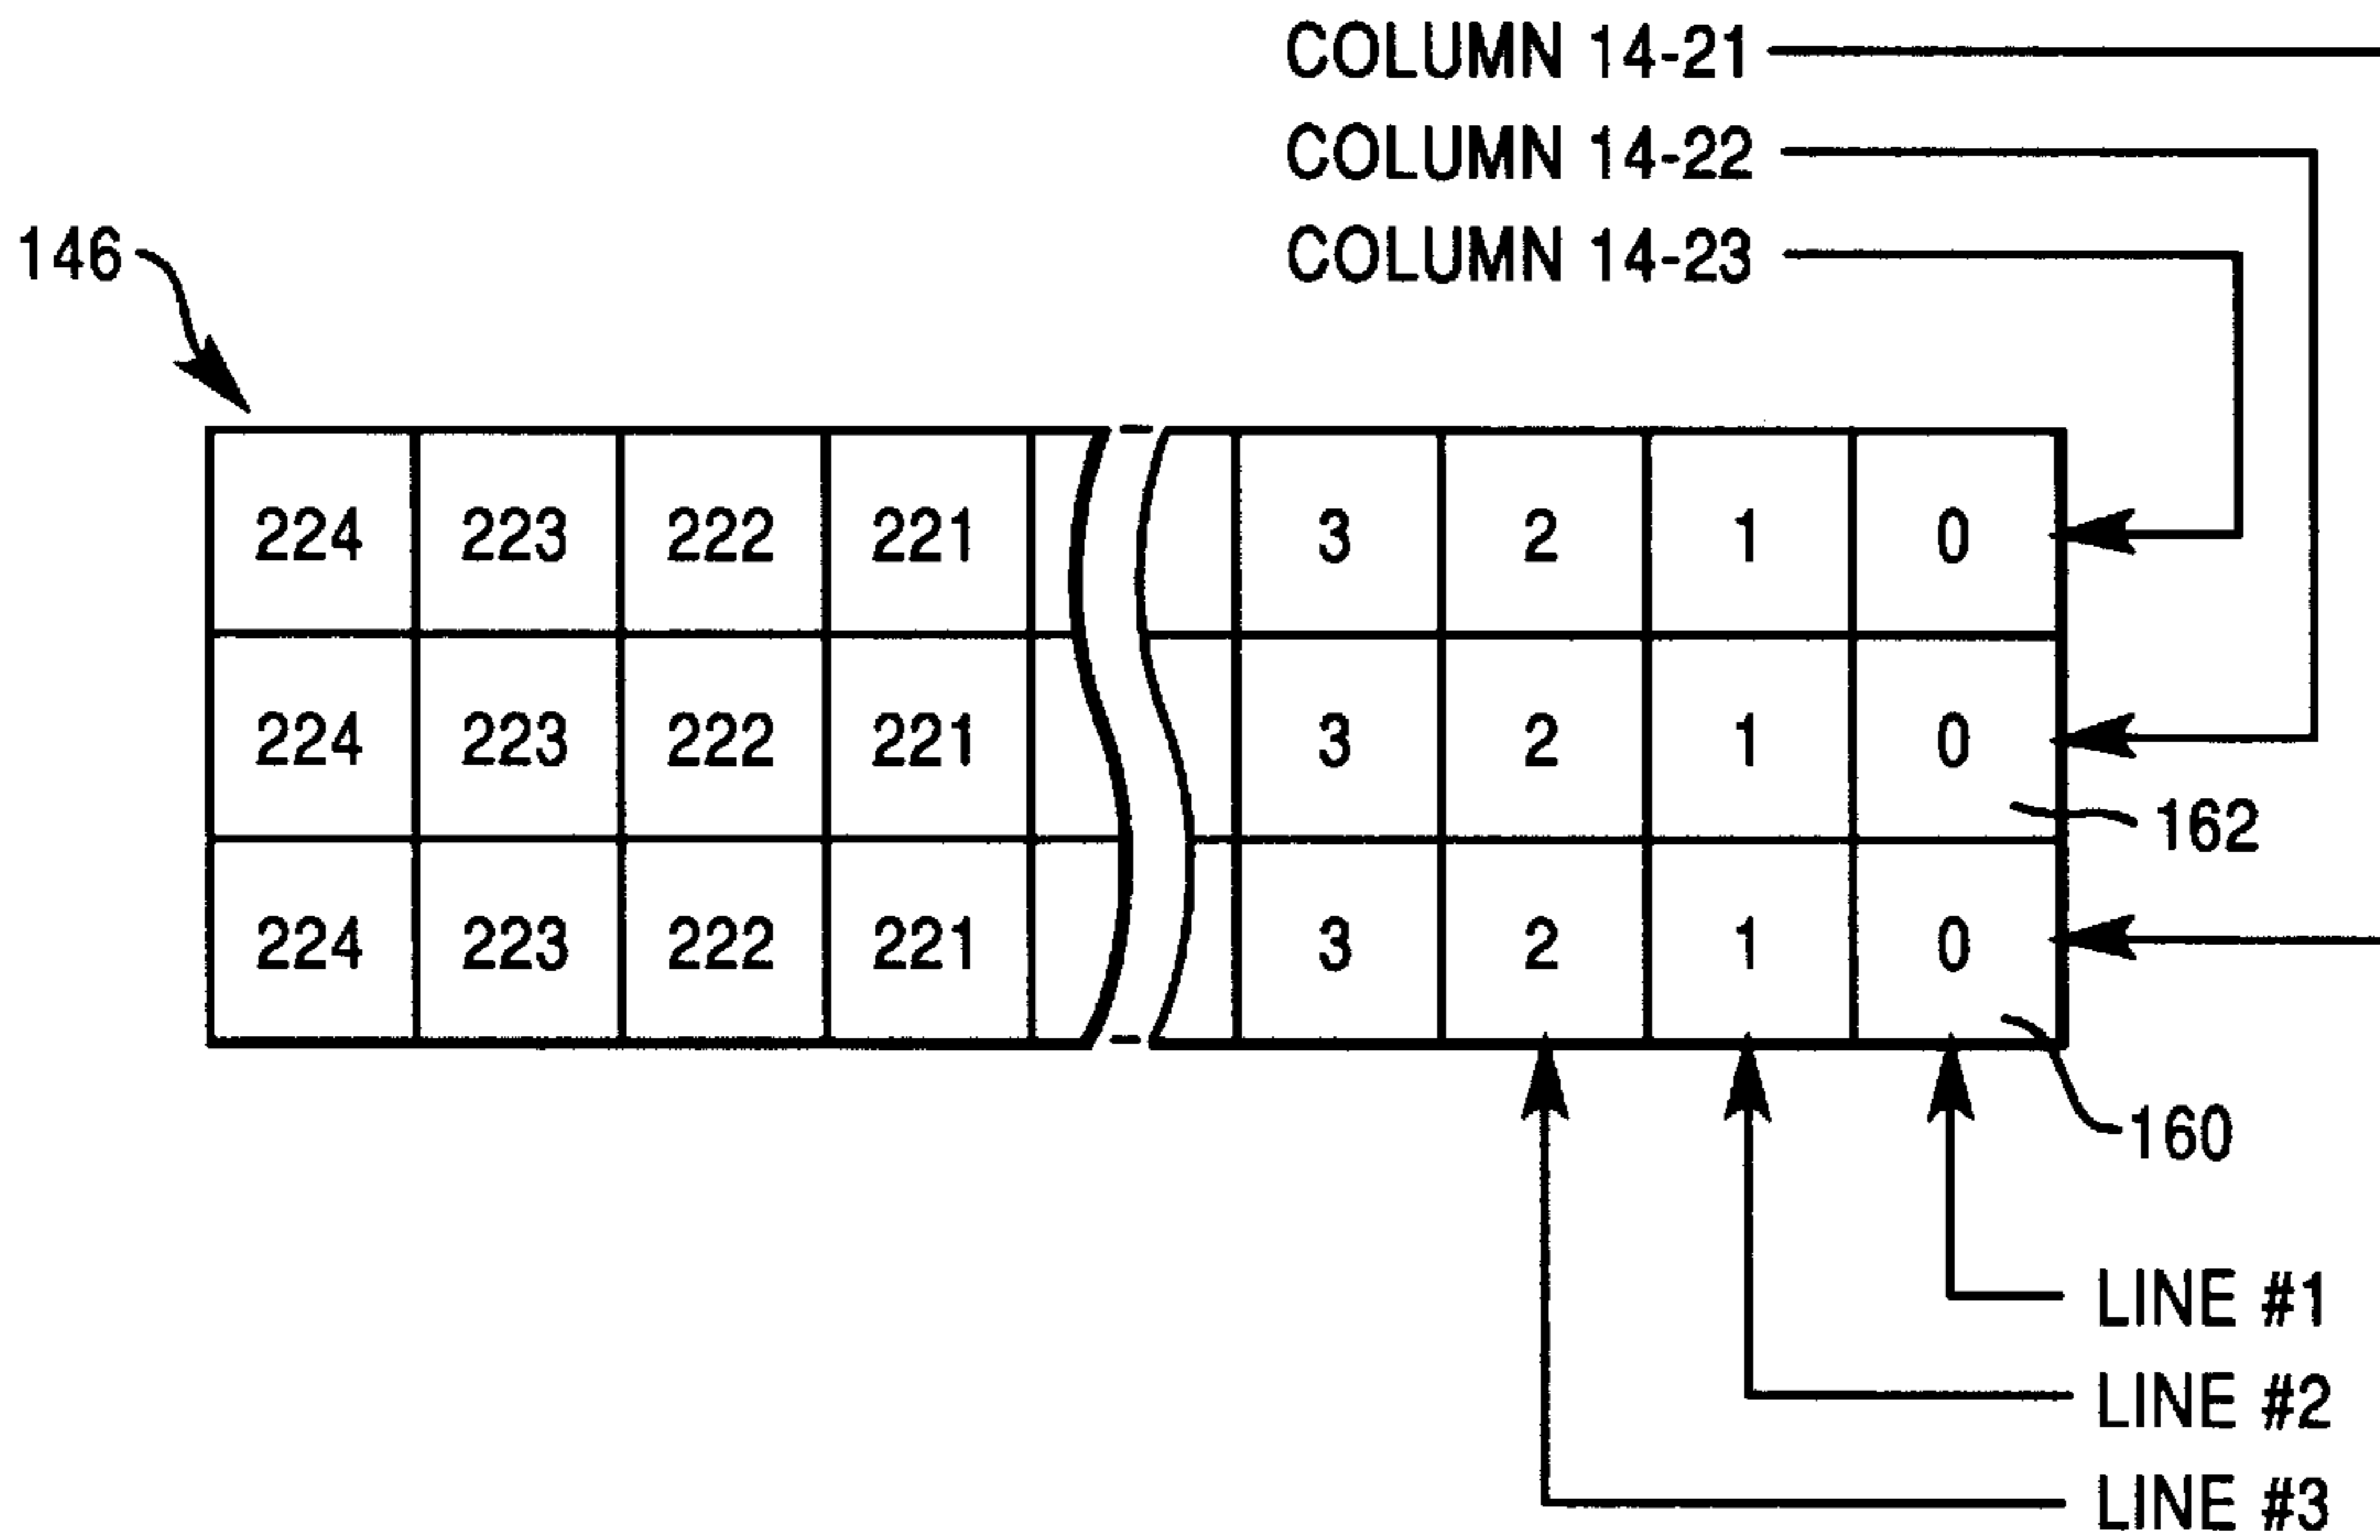 COLUMN 14-21
COLUMN 14-22
COLUMN 14-23
146
224 223 222 221 3 2 1 0
224 223 222 221 3 2 1 0
162
224 223 222 221 3 2 1 0
160
LINE #1
LINE #2
LINE #3